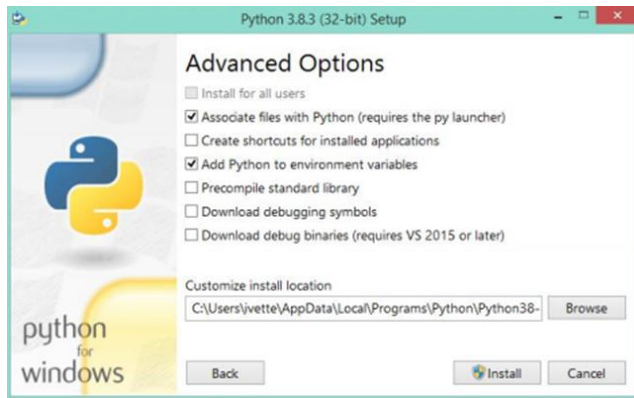 Python 3.8.3 (32-bit) Setup
Advanced Options
Install for all users
Associate files with Python (requires the py launcher)
Create shortcuts for installed applications
Add Python to environment variables
Precompile standard library
Download debugging symbols
Download debug binaries (requires VS 2015 or later)
Customize install location
C:\Users\ivette\AppData\Local\Programs\Python\Python38- Browse
python
for
windows
Back Install Cancel